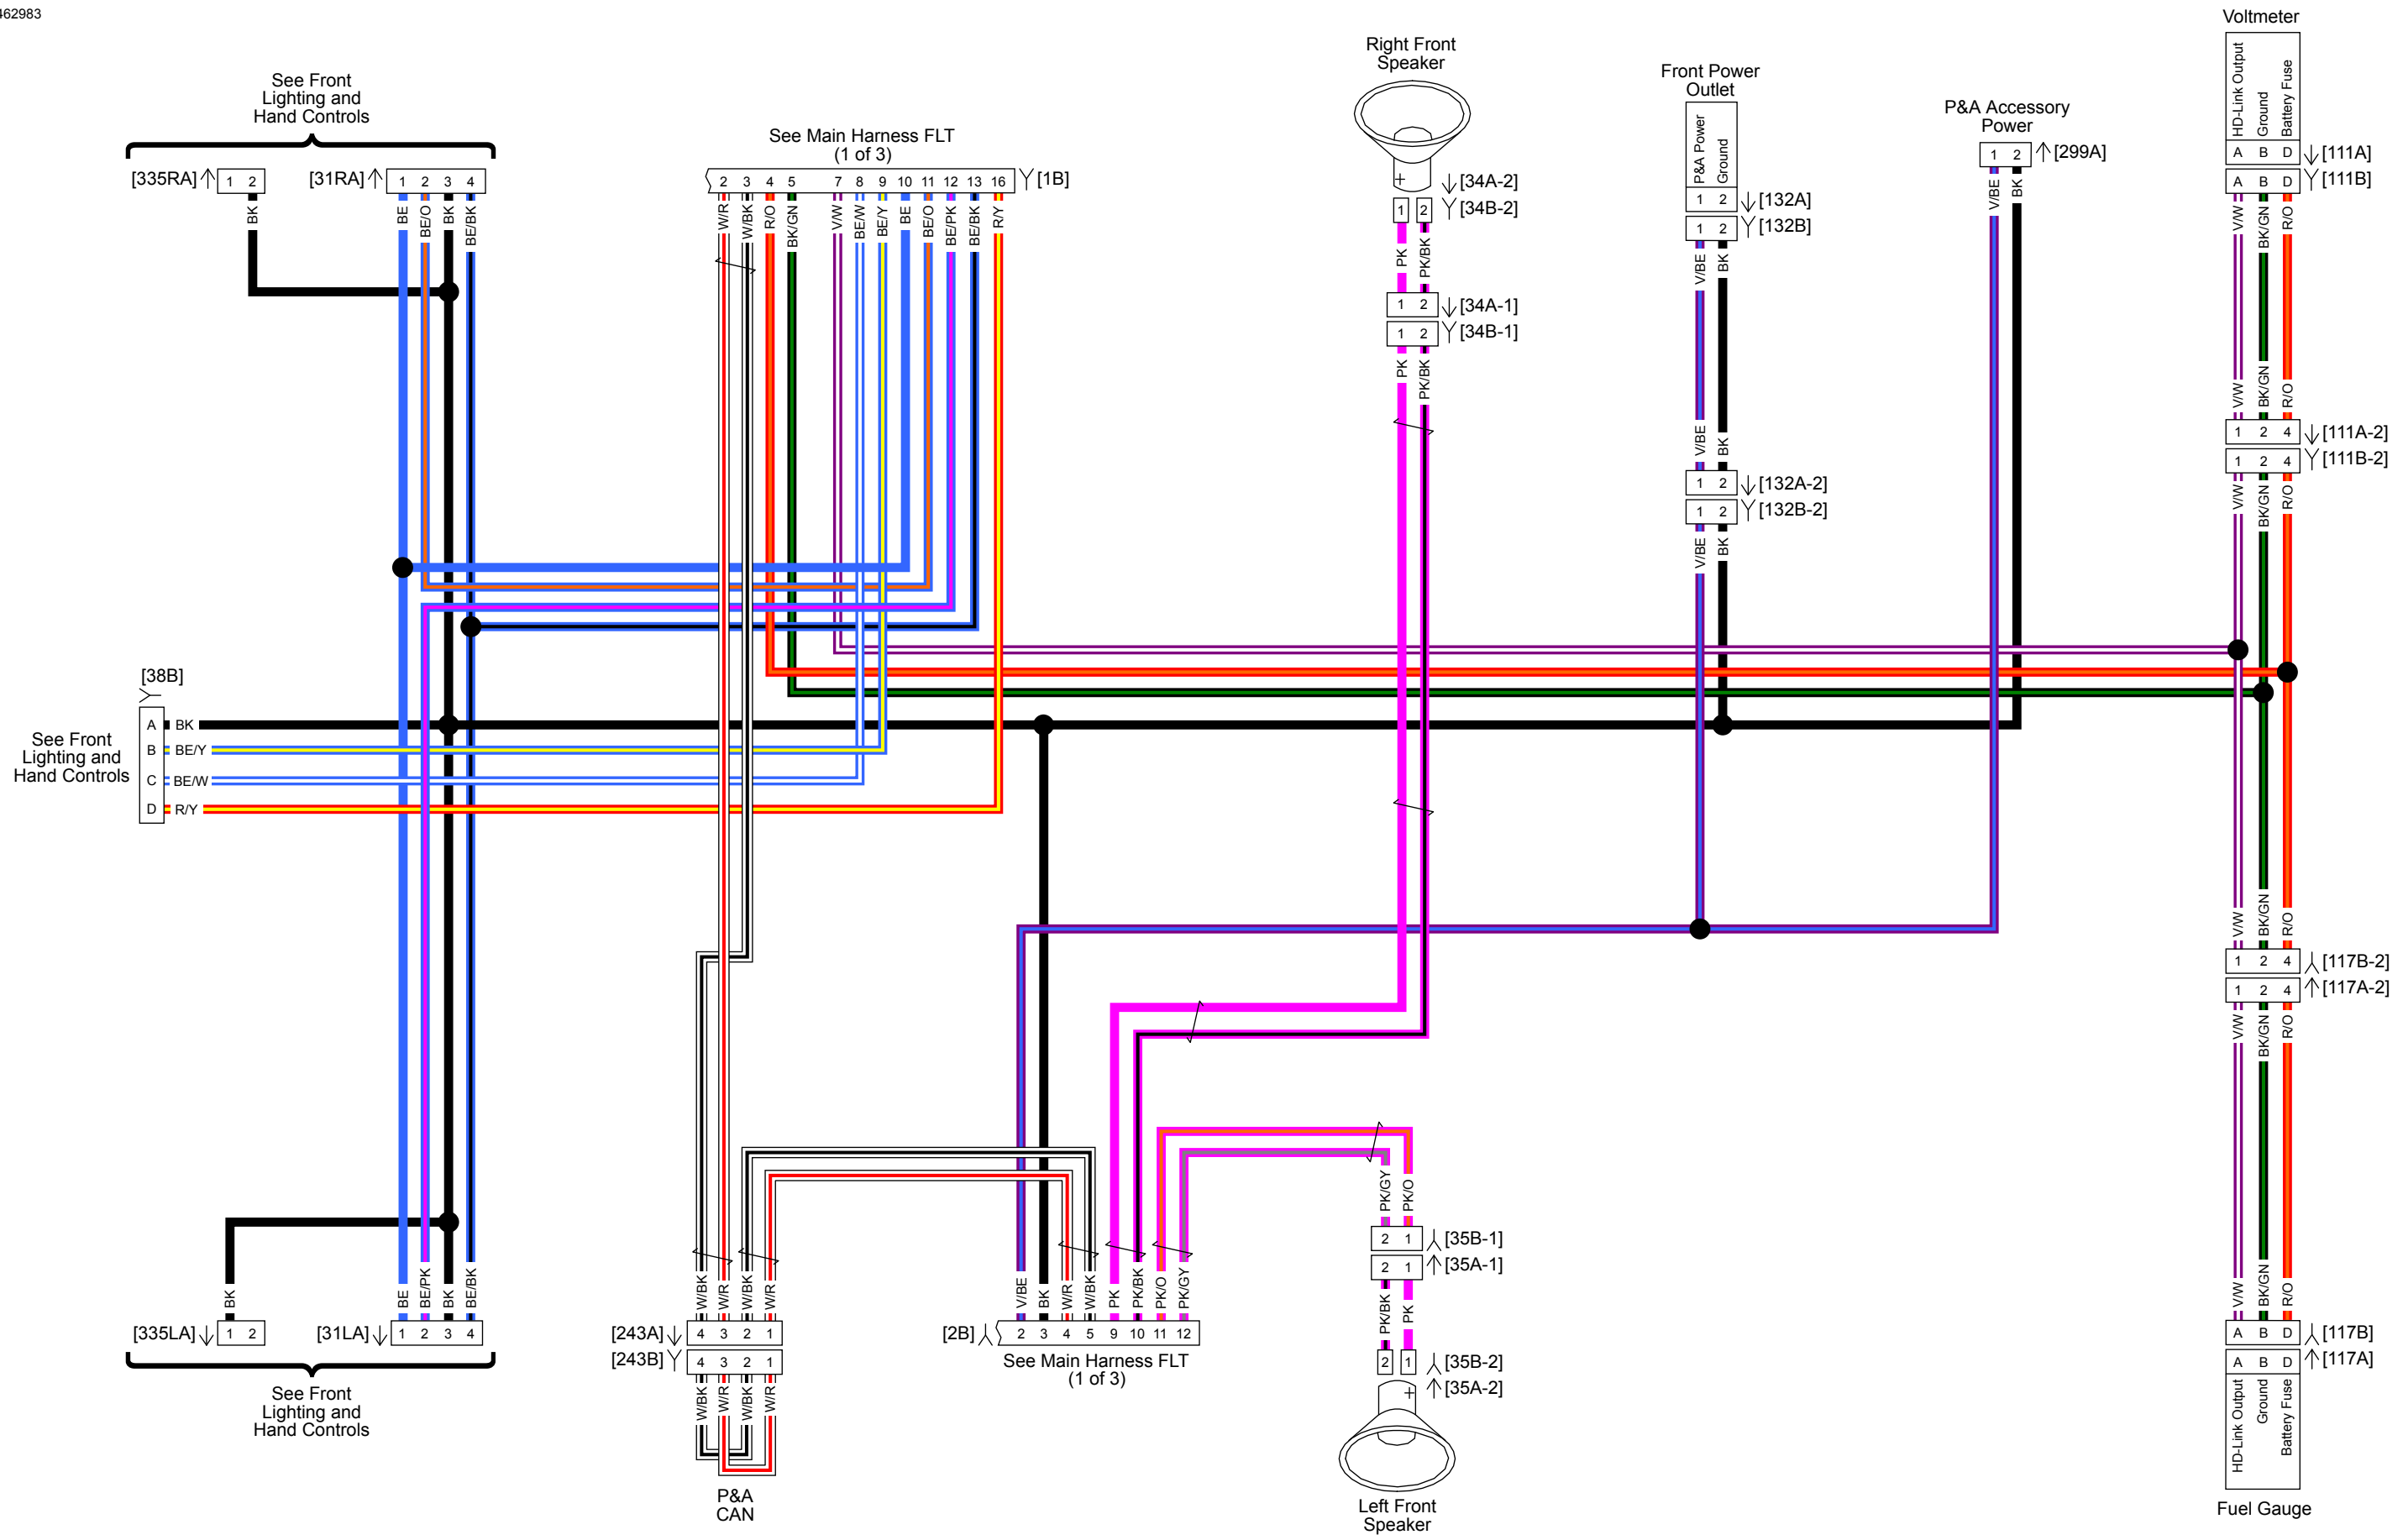 462983
Voltmeter
HD-Link Output
Ground
Battery Fuse
A B D [111A]
A B D [111B]
V/W BK/GN R/O
V/W BK/GN R/O
1 2 4 [111A-2]
1 2 4 [111B-2]
V/W BK/GN R/O
V/W BK/GN R/O
1 2 4 [117B-2]
1 2 4 [117A-2]
V/W BK/GN R/O
V/W BK/GN R/O
A B D [117B]
A B D [117A]
HD-Link Output
Ground
Battery Fuse
Fuel Gauge
See Front
Lighting and
Hand Controls
[335RA] 1 2
BK
[31RA] 1 2 3 4
BE BE/O BK BE/BK
See Main Harness FLT
(1 of 3)
2 3 4 5 7 8 9 10 11 12 13 16 [1B]
W/R W/BK R/O BK/GN V/W BE/W BE/Y BE BE/O BE/PK BE/BK R/Y
Right Front
Speaker
+
[34A-2]
1 2 [34B-2]
PK PK/BK
1 2 [34A-1]
1 2 [34B-1]
PK PK/BK
Front Power
Outlet
P&A Power
Ground
1 2 [132A]
1 2 [132B]
V/BE BK
V/BE BK
1 2 [132A-2]
1 2 [132B-2]
V/BE BK
P&A Accessory
Power
1 2 [299A]
V/BE BK
[38B]
See Front
Lighting and
Hand Controls
A BK
B BE/Y
C BE/W
D R/Y
BK
[335LA] 1 2
BE BE/PK BK BE/BK
[31LA] 1 2 3 4
See Front
Lighting and
Hand Controls
W/BK W/R W/BK W/R
[243A] 4 3 2 1
[243B] 4 3 2 1
W/BK W/R W/BK W/R
P&A
CAN
V/BE BK W/R W/BK PK PK/BK PK/O PK/GY
[2B] 2 3 4 5 9 10 11 12
See Main Harness FLT
(1 of 3)
PK/GY PK/O
2 1 [35B-1]
2 1 [35A-1]
PK/BK PK
2 1 [35B-2]
+ [35A-2]
Left Front
Speaker